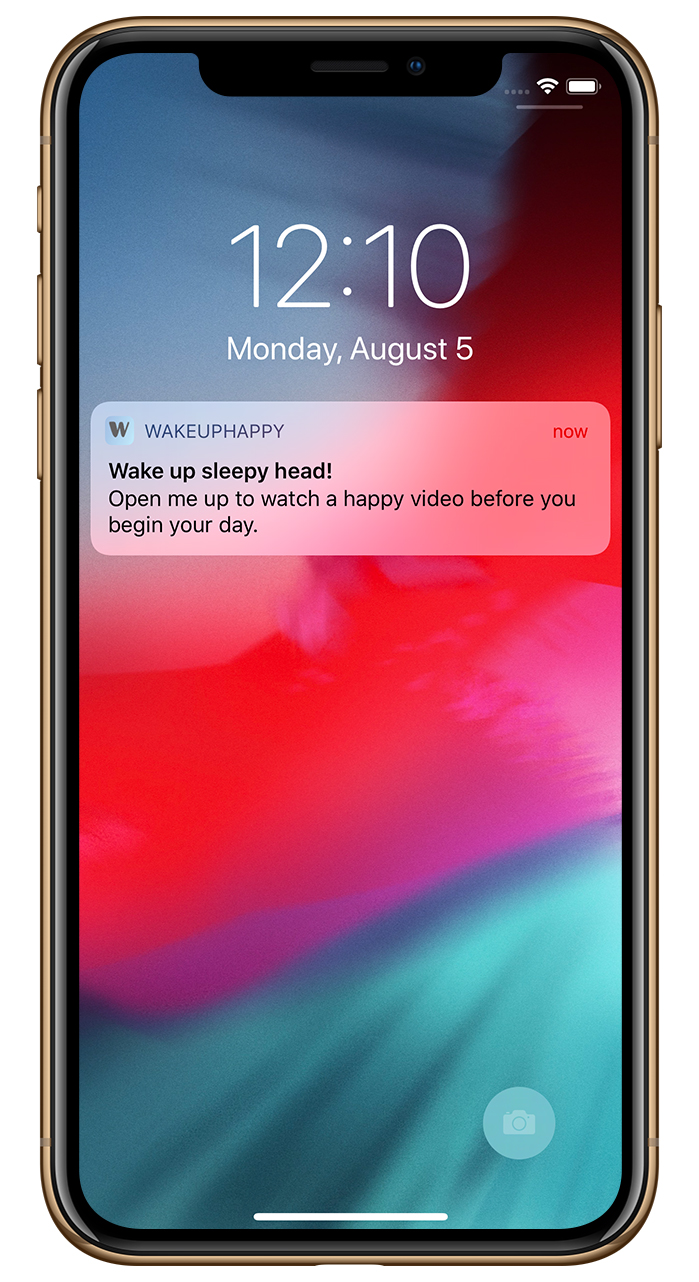 12:10
Monday, August 5
W WAKEUPHAPPY now
Wake up sleepy head!
Open me up to watch a happy video before you
begin your day.